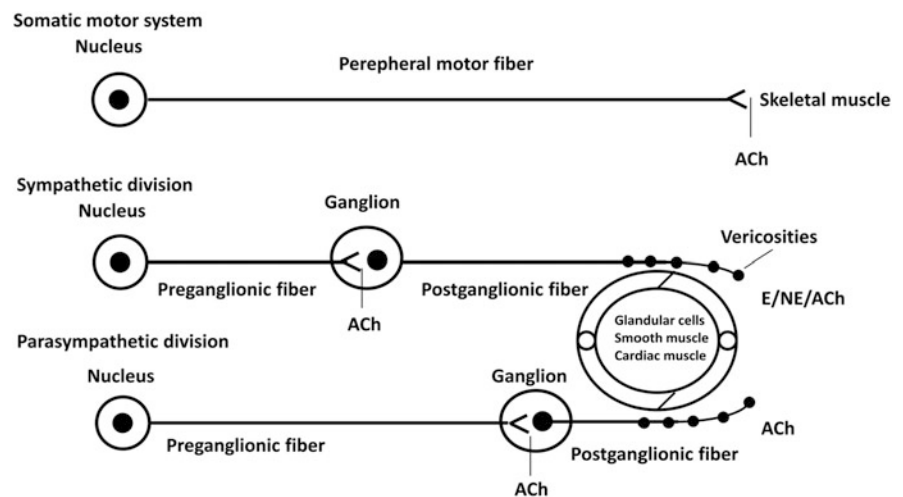 Somatic motor system
Nucleus
Perepheral motor fiber
Skeletal muscle
ACh
Sympathetic division
Nucleus
Ganglion
Vericosities
Preganglionic fiber
Postganglionic fiber
E/NE/ACh
ACh
Glandular cells
Smooth muscle
Cardiac muscle
Parasympathetic division
Nucleus
Ganglion
ACh
Preganglionic fiber
Postganglionic fiber
ACh